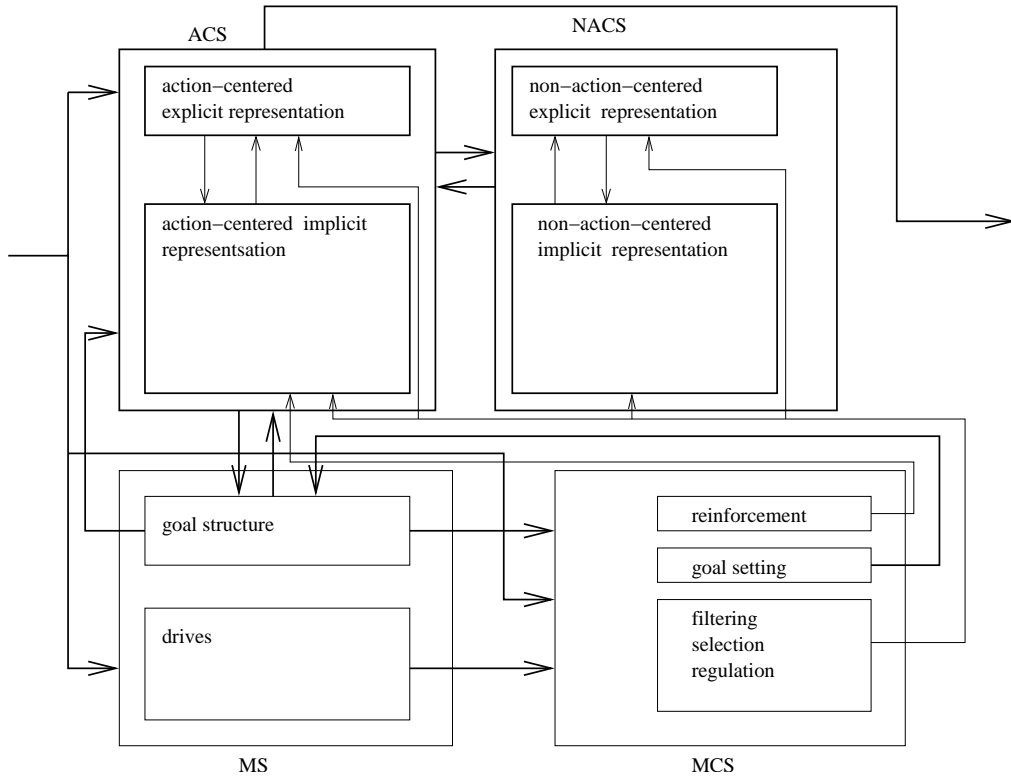 ACS
NACS
action−centered
explicit representation
non−action−centered
explicit representation
action−centered implicit
representsation
non−action−centered
implicit representation
goal structure
drives
reinforcement
goal setting
filtering
selection
regulation
MS
MCS